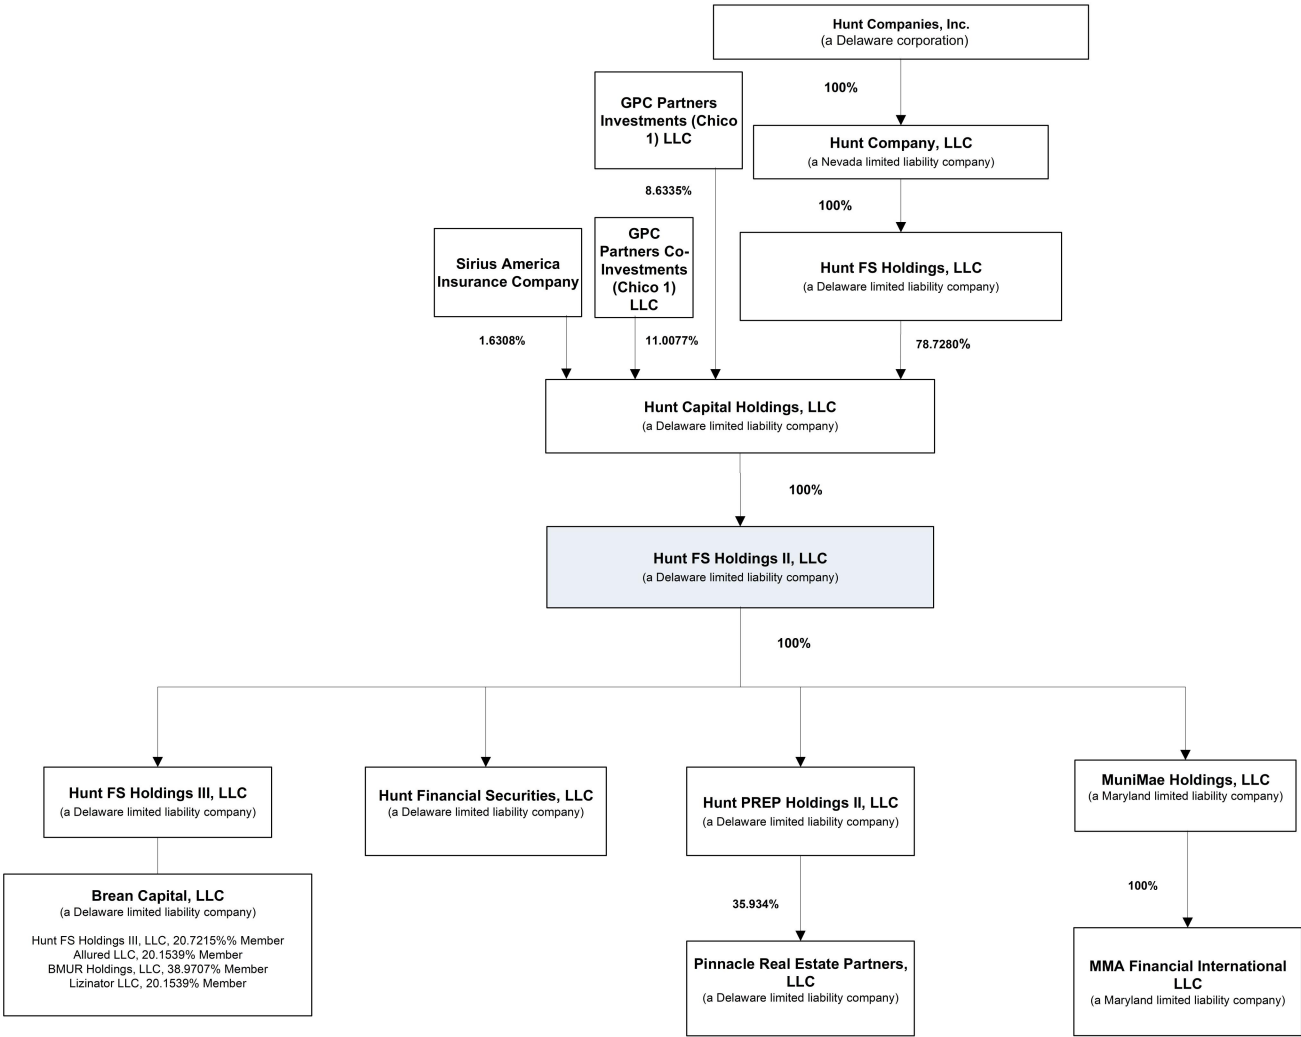 Hunt Companies, Inc.
(a Delaware corporation)
100%
GPC Partners
Investments (Chico
1) LLC
Hunt Company, LLC
(a Nevada limited liability company)
8.6335%
100%
Sirius America
Insurance Company
GPC
Partners Co-
Investments
(Chico 1)
LLC
Hunt FS Holdings, LLC
(a Delaware limited liability company)
1.6308%
11.0077%
78.7280%
Hunt Capital Holdings, LLC
(a Delaware limited liability company)
100%
Hunt FS Holdings II, LLC
(a Delaware limited liability company)
100%
Hunt FS Holdings III, LLC
(a Delaware limited liability company)
Hunt Financial Securities, LLC
(a Delaware limited liability company)
Hunt PREP Holdings II, LLC
(a Delaware limited liability company)
MuniMae Holdings, LLC
(a Maryland limited liability company)
Brean Capital, LLC
(a Delaware limited liability company)
Hunt FS Holdings III, LLC, 20.7215%% Member
Allured LLC, 20.1539% Member
BMUR Holdings, LLC, 38.9707% Member
Lizinator LLC, 20.1539% Member
35.934%
100%
Pinnacle Real Estate Partners,
LLC
(a Delaware limited liability company)
MMA Financial International
LLC
(a Maryland limited liability company)